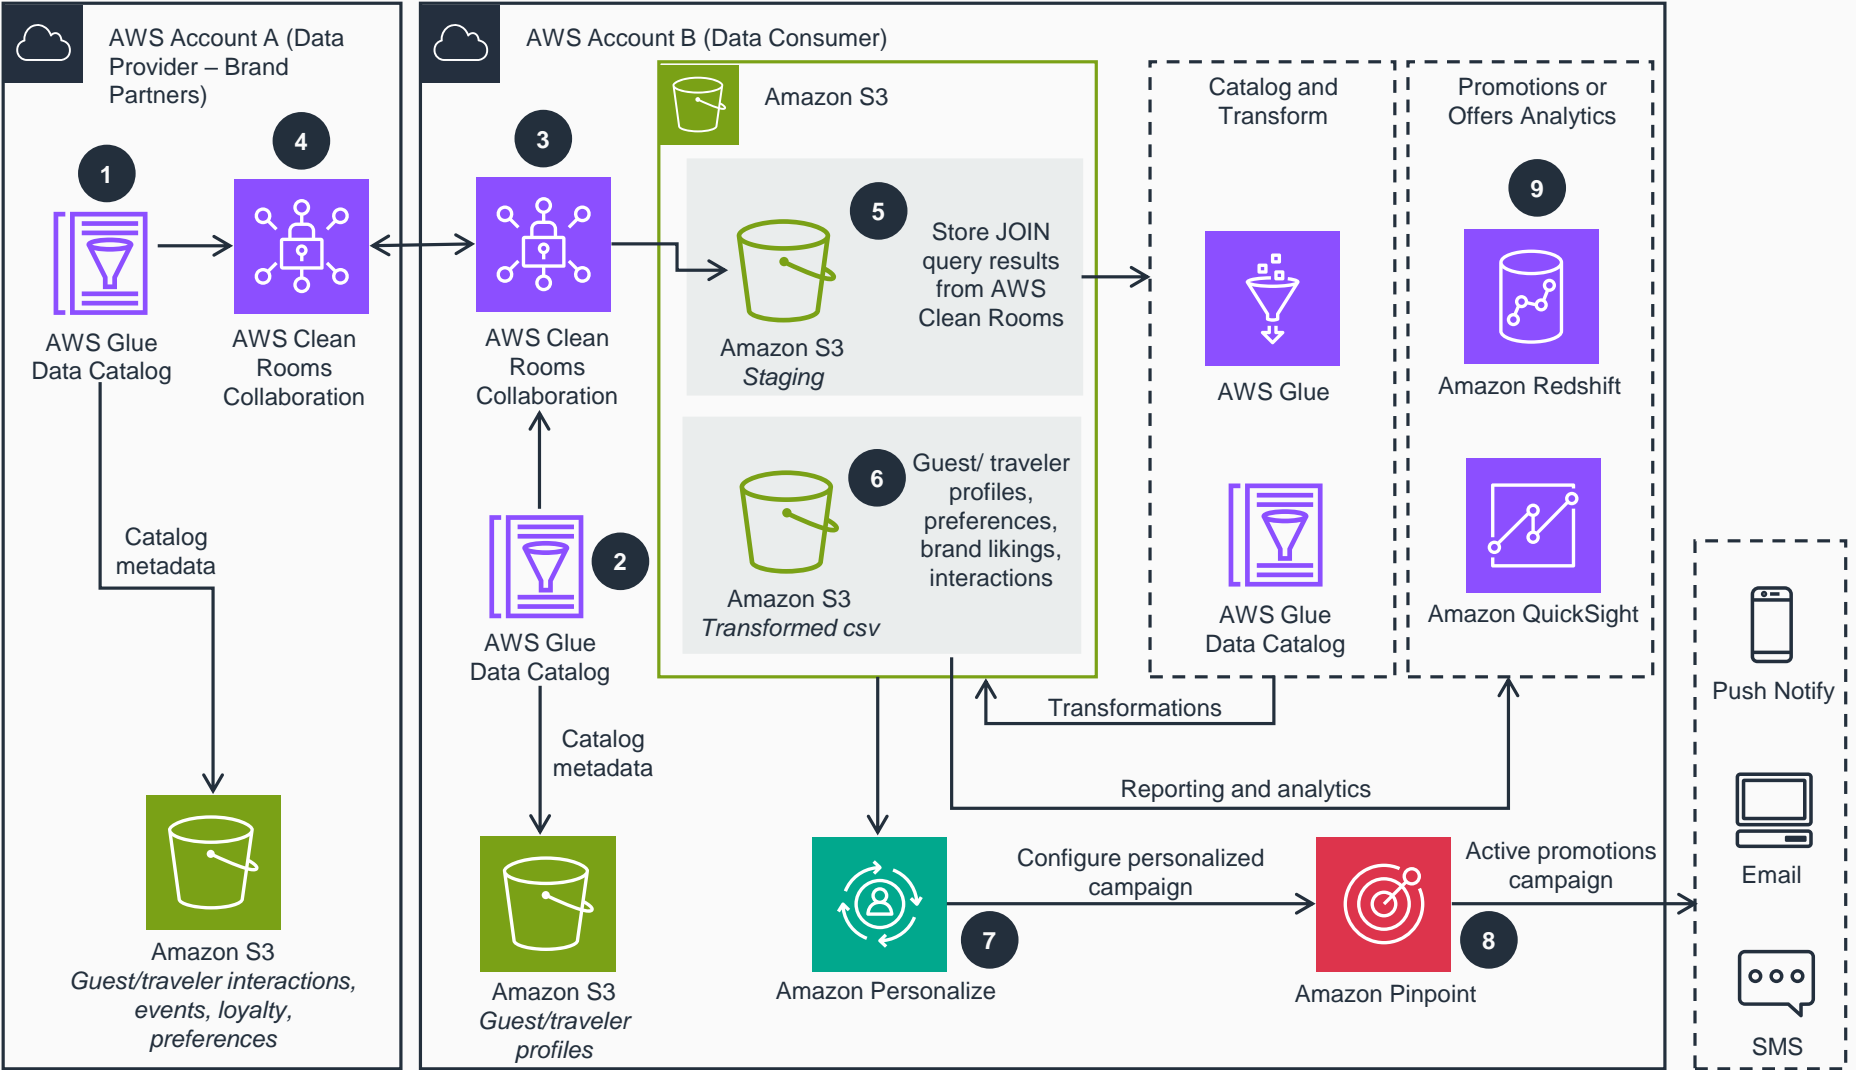 AWS Account A (Data
Provider – Brand
Partners)
1
AWS Glue
Data Catalog
4
AWS Clean
Rooms
Collaboration
Catalog
metadata
Amazon S3
Guest/traveler interactions,
events, loyalty,
preferences
AWS Account B (Data Consumer)
3
AWS Clean
Rooms
Collaboration
2
AWS Glue
Data Catalog
Catalog
metadata
Amazon S3
Guest/traveler
profiles
Amazon S3
5
Store JOIN
query results
from AWS
Clean Rooms
Amazon S3
Staging
6
Guest/ traveler
profiles,
preferences,
brand likings,
interactions
Amazon S3
Transformed csv
Catalog and
Transform
AWS Glue
AWS Glue
Data Catalog
Promotions or
Offers Analytics
9
Amazon Redshift
Amazon QuickSight
Transformations
Reporting and analytics
Amazon Personalize
7
Configure personalized
campaign
Amazon Pinpoint
8
Active promotions
campaign
Push Notify
Email
SMS